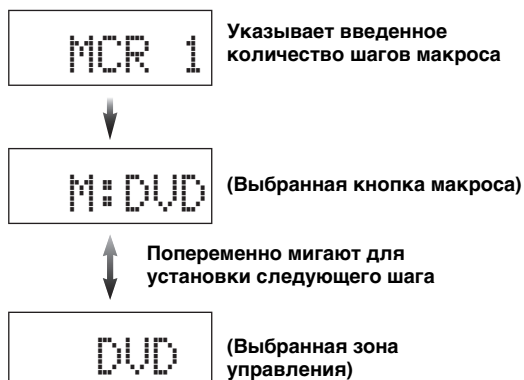 MCR 1
Указывает введенное
количество шагов макроса
M:DVD
(Выбранная кнопка макроса)
Попеременно мигают для
установки следующего шага
DVD
(Выбранная зона
управления)